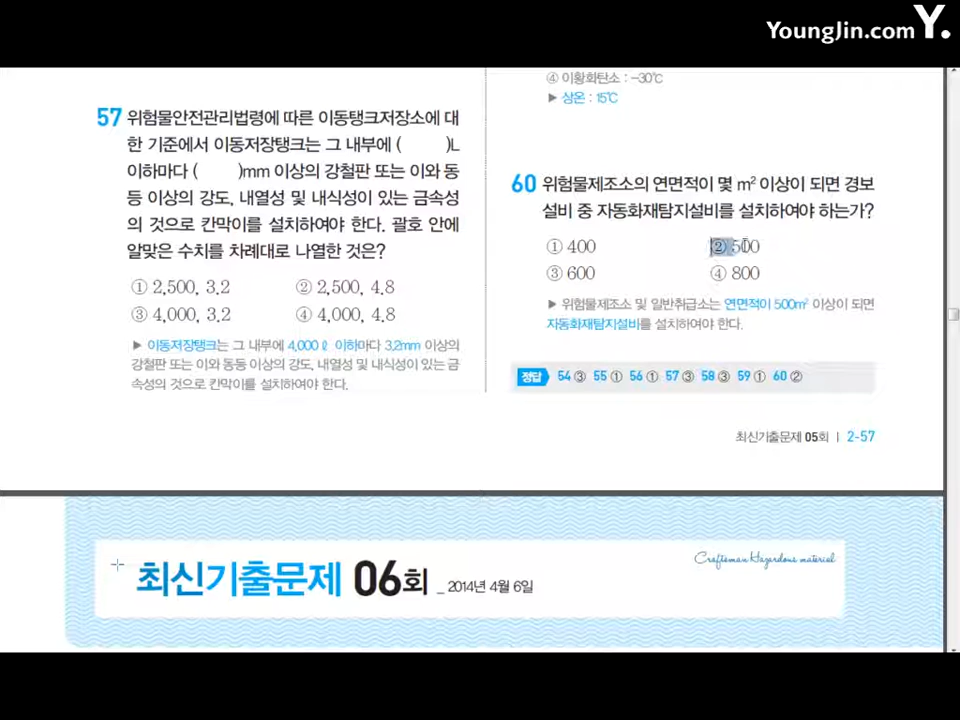 YoungJin.com Y.
57 위험물안전관리법령에 따른 이동탱크저장소에 대
한 기준에서 이동저장탱크는 그 내부에 (        )L
이하마다 (        )mm 이상의 강철판 또는 이와 동
등 이상의 강도, 내열성 및 내식성이 있는 금속성
의 것으로 칸막이를 설치하여야 한다. 괄호 안에
알맞은 수치를 차례대로 나열한 것은?
① 2,500, 3.2 ② 2,500, 4.8
③ 4,000, 3.2 ④ 4,000, 4.8
▶ 이동저장탱크는 그 내부에 4,000ℓ 이하마다 3.2mm 이상의
강철판 또는 이와 동등 이상의 강도, 내열성 및 내식성이 있는 금
속성의 것으로 칸막이를 설치하여야 한다.
④ 이황화탄소 : -30℃
▶ 상온 : 15℃
60 위험물제조소의 연면적이 몇 m² 이상이 되면 경보
설비 중 자동화재탐지설비를 설치하여야 하는가?
① 400 ② 500
③ 600 ④ 800
▶ 위험물제조소 및 일반취급소는 연면적이 500m² 이상이 되면
자동화재탐지설비를 설치하여야 한다.
정답 54 ③ 55 ① 56 ① 57 ③ 58 ③ 59 ① 60 ②
최신기출문제 05회 | 2-57
Craftsman Hazardous materiel
최신기출문제 06회 _ 2014년 4월 6일